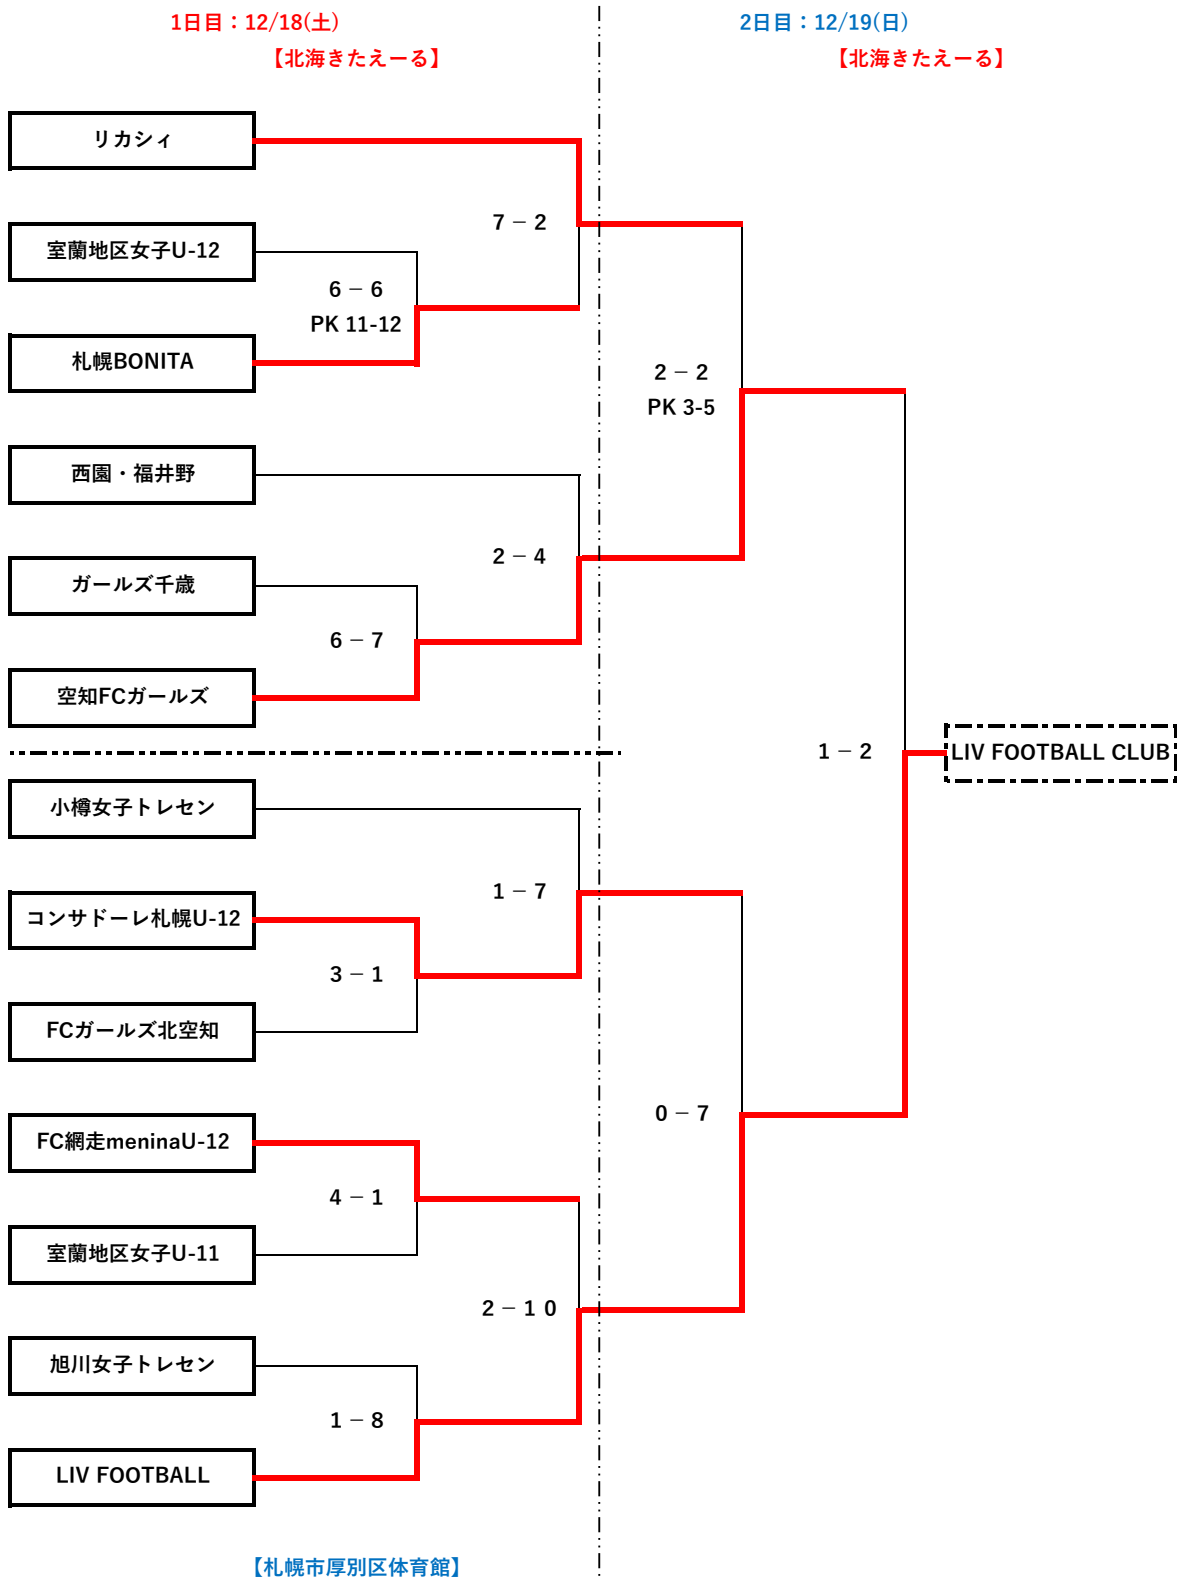 1日目：12/18(土)
【北海きたえーる】
2日目：12/19(日)
【北海きたえーる】
リカシィ
7 － 2
室蘭地区女子U-12
6 － 6
PK 11-12
札幌BONITA
2 － 2
PK 3-5
西園・福井野
2 － 4
ガールズ千歳
6 － 7
空知FCガールズ
1 － 2
LIV FOOTBALL CLUB
小樽女子トレセン
1 － 7
コンサドーレ札幌U-12
3 － 1
FCガールズ北空知
0 － 7
FC網走meninaU-12
4 － 1
室蘭地区女子U-11
2 － 1 0
旭川女子トレセン
1 － 8
LIV FOOTBALL
【札幌市厚別区体育館】